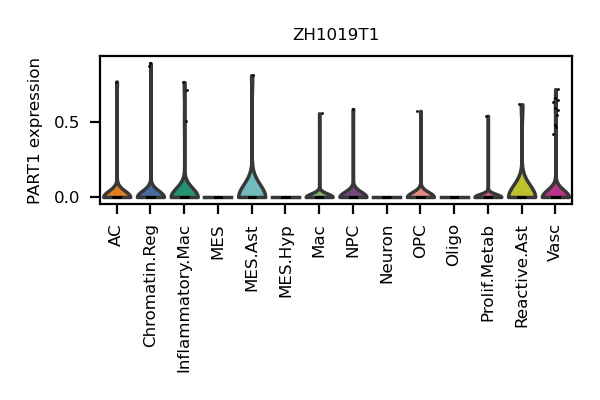 ZH1019T1
PART1 expression
0.5
0.0
AC
Chromatin.Reg
Inflammatory.Mac
MES
MES.Ast
MES.Hyp
Mac
NPC
Neuron
OPC
Oligo
Prolif.Metab
Reactive.Ast
Vasc